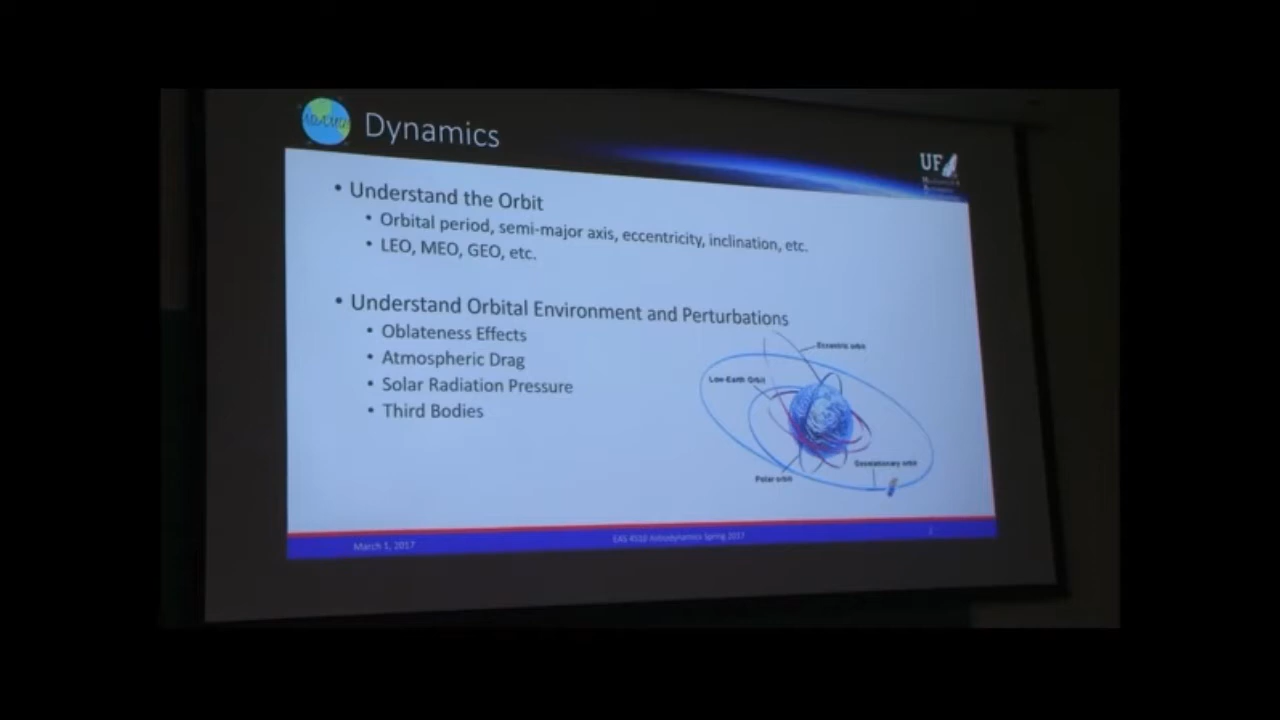 Dynamics
UF
• Understand the Orbit
• Orbital period, semi-major axis, eccentricity, inclination, etc.
• LEO, MEO, GEO, etc.
• Understand Orbital Environment and Perturbations
• Oblateness Effects
• Atmospheric Drag
• Solar Radiation Pressure
• Third Bodies
Eccentric orbit
Low-Earth Orbit
Geostationary orbit
Polar orbit
March 1, 2017
EAS 4510 Astrodynamics Spring 2017